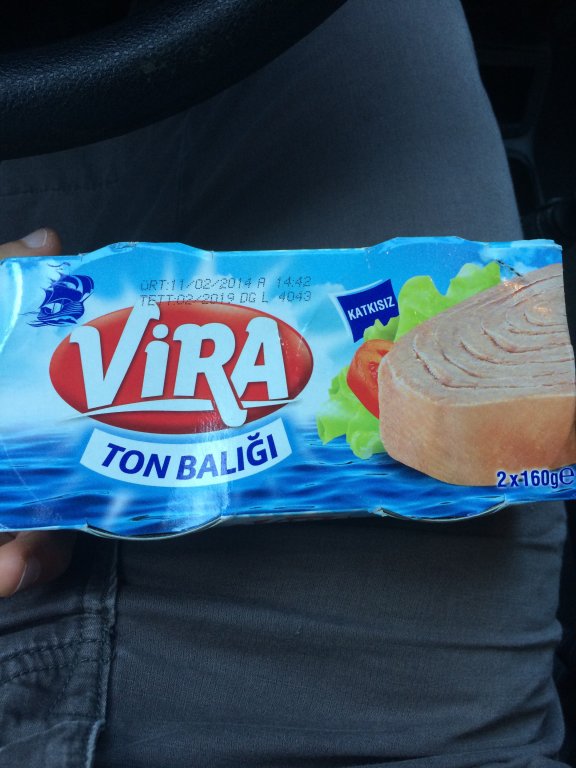 ÜRT:11/02/2014 A 14:42
TETT:02/2019 DG L 4043
KATKISIZ
ViRA
TON BALIĞI
2x160g℮